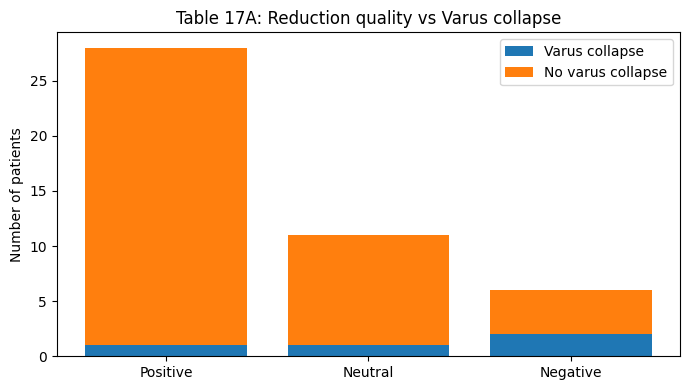 Table 17A: Reduction quality vs Varus collapse
Varus collapse
No varus collapse
Number of patients
25
20
15
10
5
0
Positive
Neutral
Negative